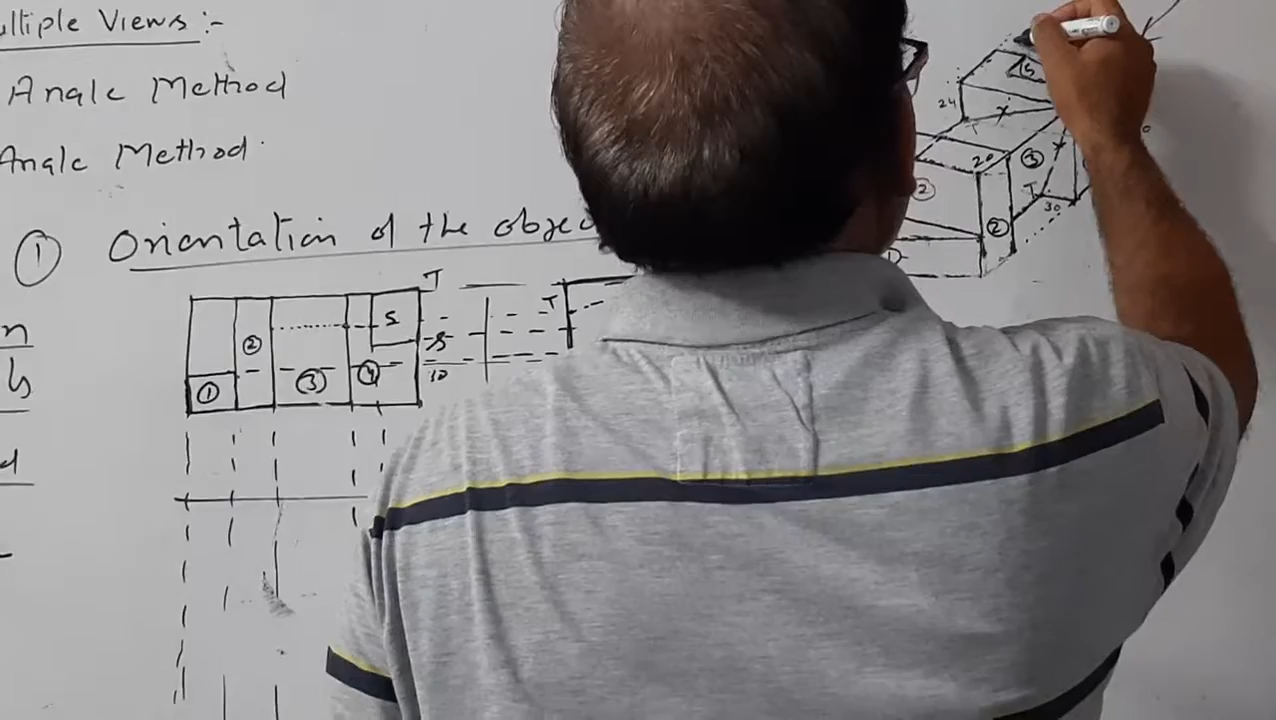 ultiple Views :-
Angle Method
Angle Method
① Orientation of the objec
n
T
② S T
S
① ③ ④ 10
24
S
T
20 ③
② T
30
②